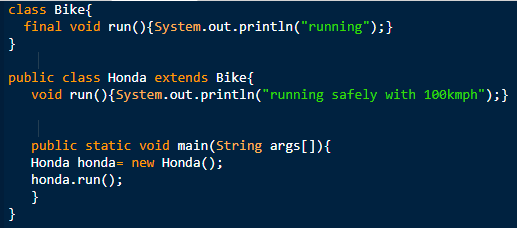 class Bike{
  final void run(){System.out.println("running");}
}

public class Honda extends Bike{
   void run(){System.out.println("running safely with 100kmph");}

   public static void main(String args[]){
   Honda honda= new Honda();
   honda.run();
   }
}